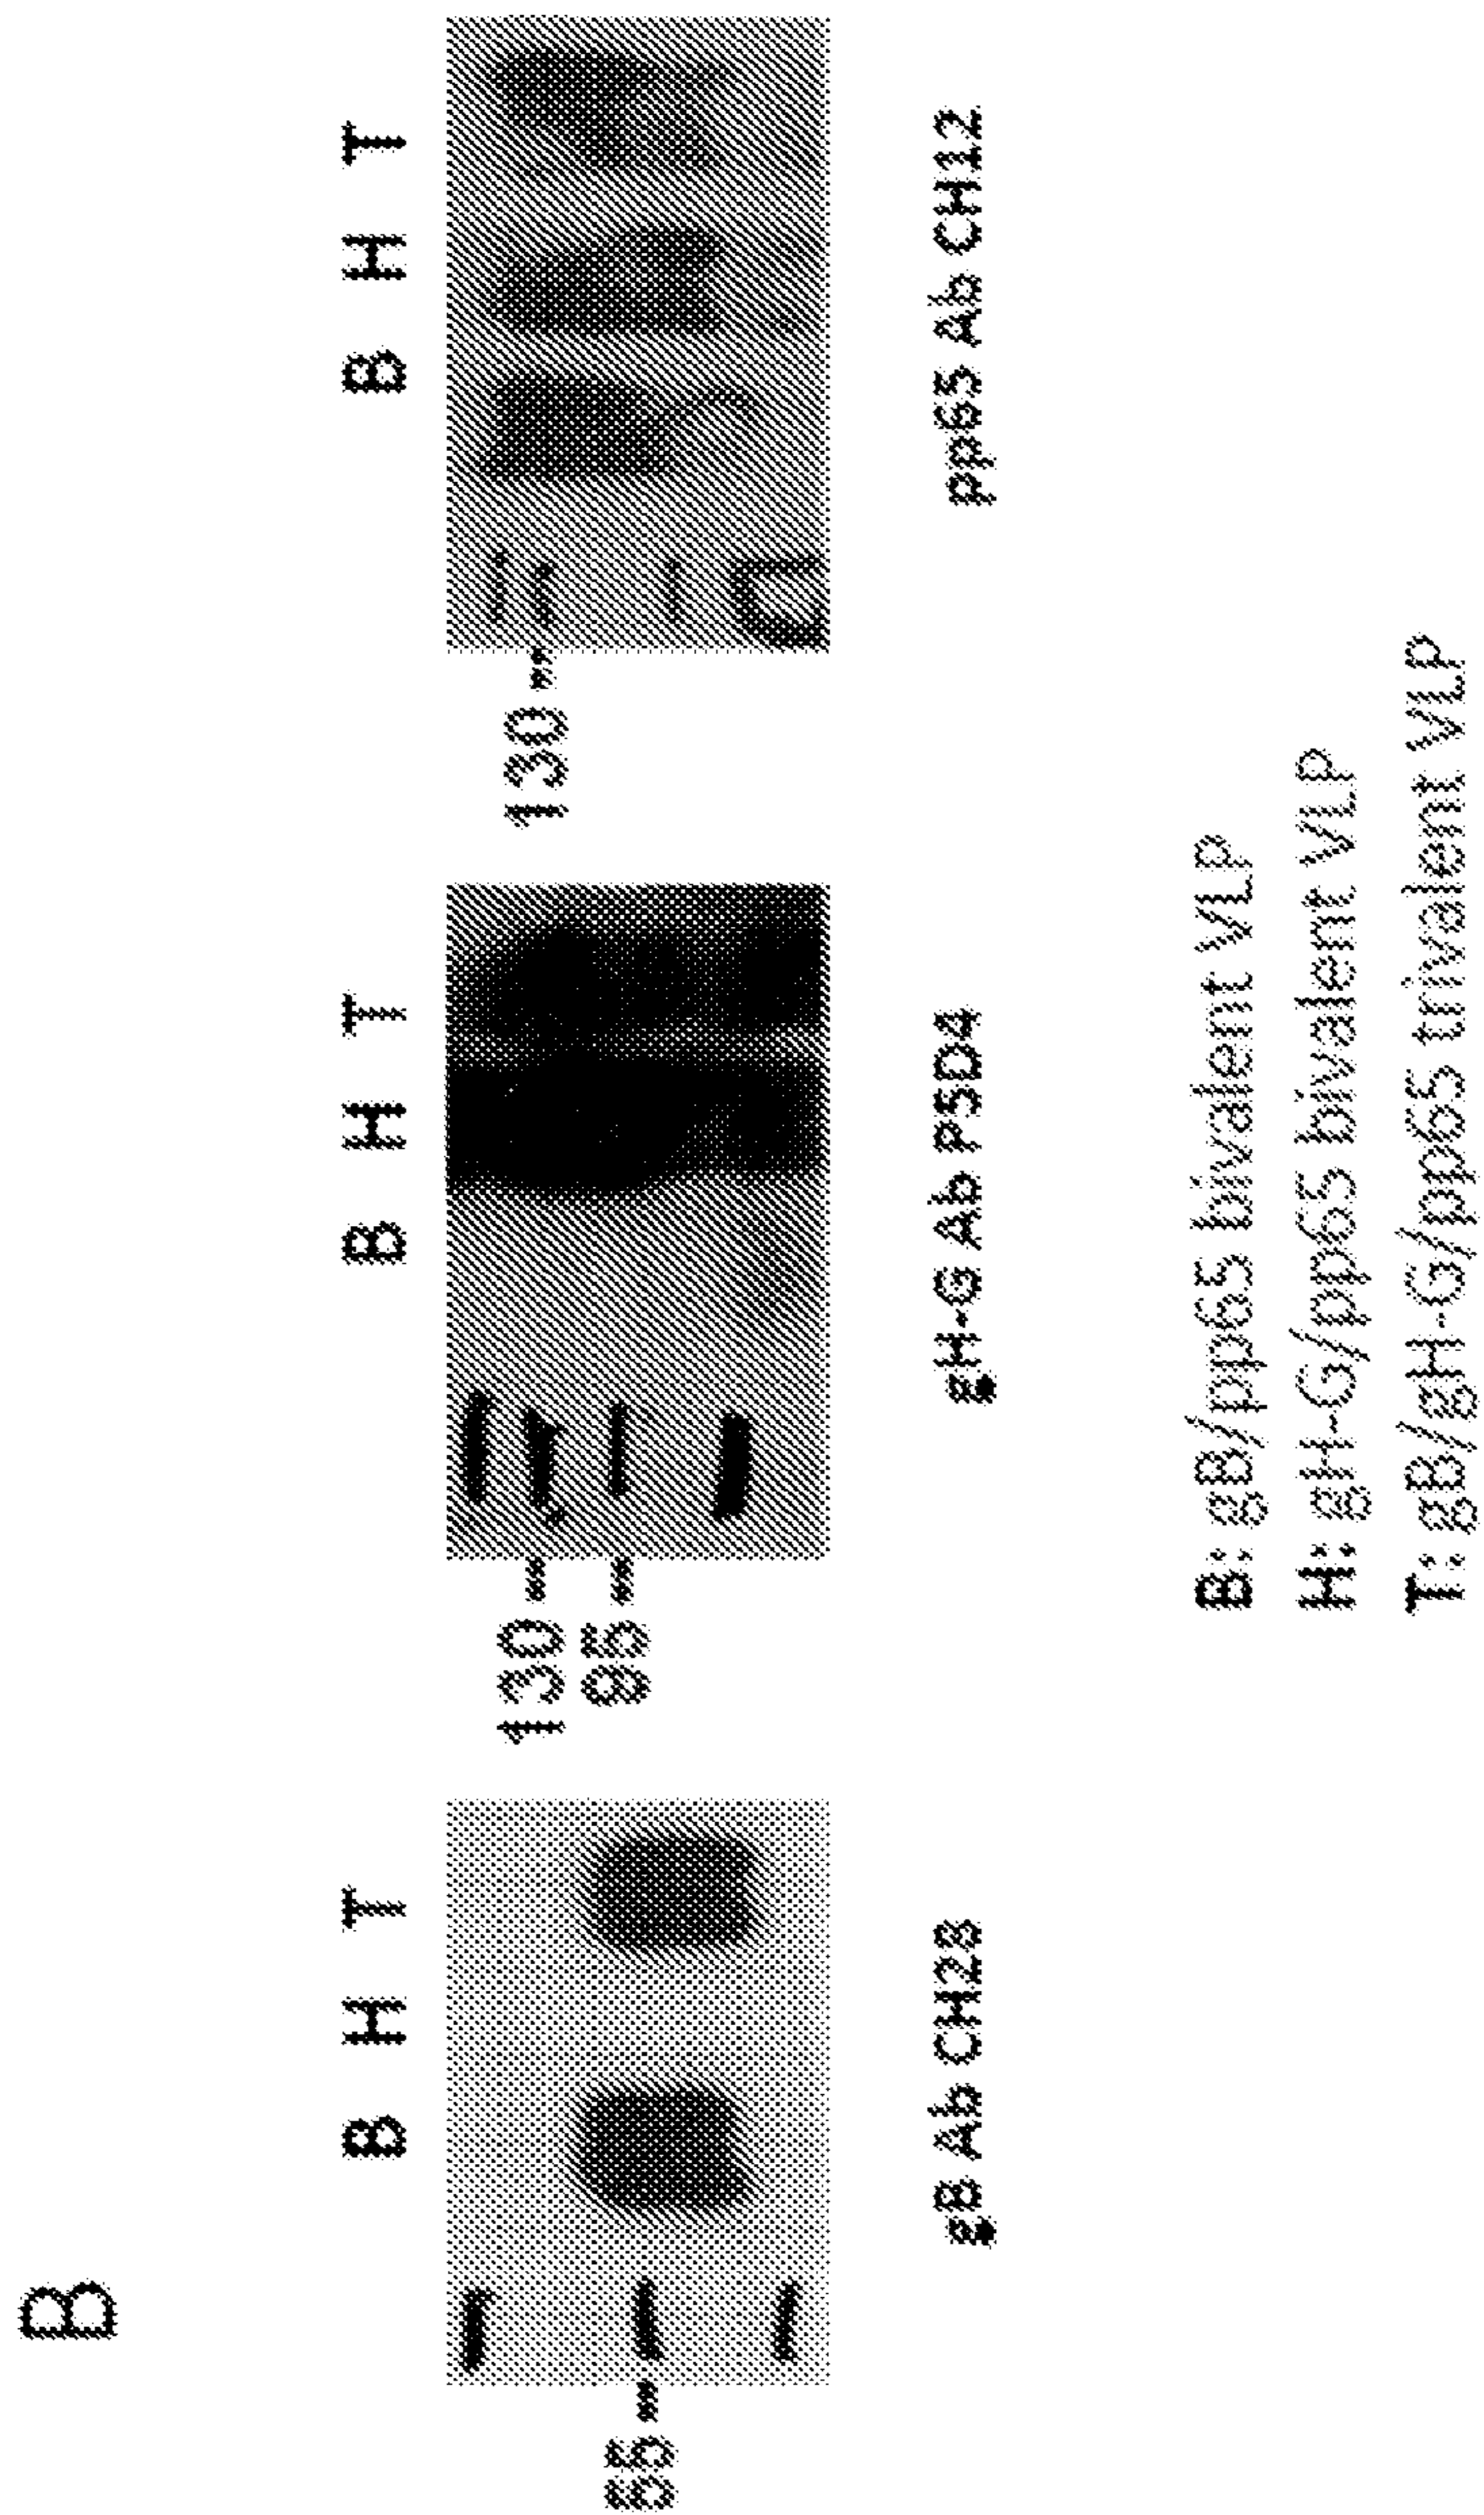 B
B H T
B H T
B H T
55 -
130 -
95 -
130 -
gB Ab CH28
gH-G Ab P5D4
pp65 Ab CH12
B: gB/pp65 bivalent VLP
H: gH-G/pp65 bivalent VLP
T: gB/gH-G/pp65 trivalent VLP